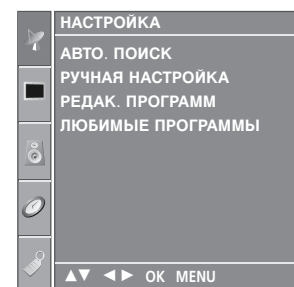 НАСТРОЙКА
АВТО. ПОИСК
РУЧНАЯ НАСТРОЙКА
РЕДАК. ПРОГРАММ
ЛЮБИМЫЕ ПРОГРАММЫ
▲▼ ◄► OK MENU